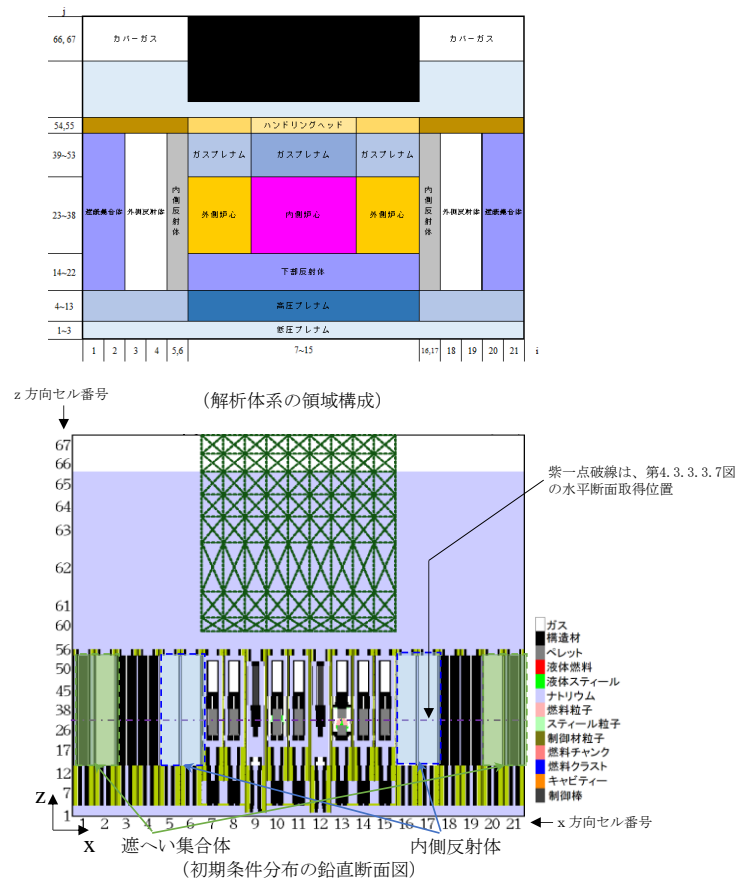 j
66, 67
カバーガス
カバーガス
54,55
ハンドリングヘッド
39~53
ガスプレナム
ガスプレナム
ガスプレナム
23~38
遮蔽集合体
外側反射体
内側反射体
外側炉心
内側炉心
外側炉心
内側反射体
外側反射体
遮蔽集合体
14~22
下部反射体
4~13
高圧プレナム
1~3
低圧プレナム
1 2 3 4 5,6 7~15 16,17 18 19 20 21 i
(解析体系の領域構成)
z 方向セル番号
67
66
65
64
63
62
61
60
56
50
45
38
26
17
12
7
1
紫一点破線は、第4.3.3.3.7図
の水平断面取得位置
ガス
構造材
ペレット
液体燃料
液体スティール
ナトリウム
燃料粒子
スティール粒子
制御材粒子
燃料チャンク
燃料クラスト
キャビティー
制御棒
Z
X
1 2 3 4 5 6 7 8 9 10 11 12 13 14 15 16 17 18 19 20 21
x 方向セル番号
遮へい集合体
内側反射体
(初期条件分布の鉛直断面図)